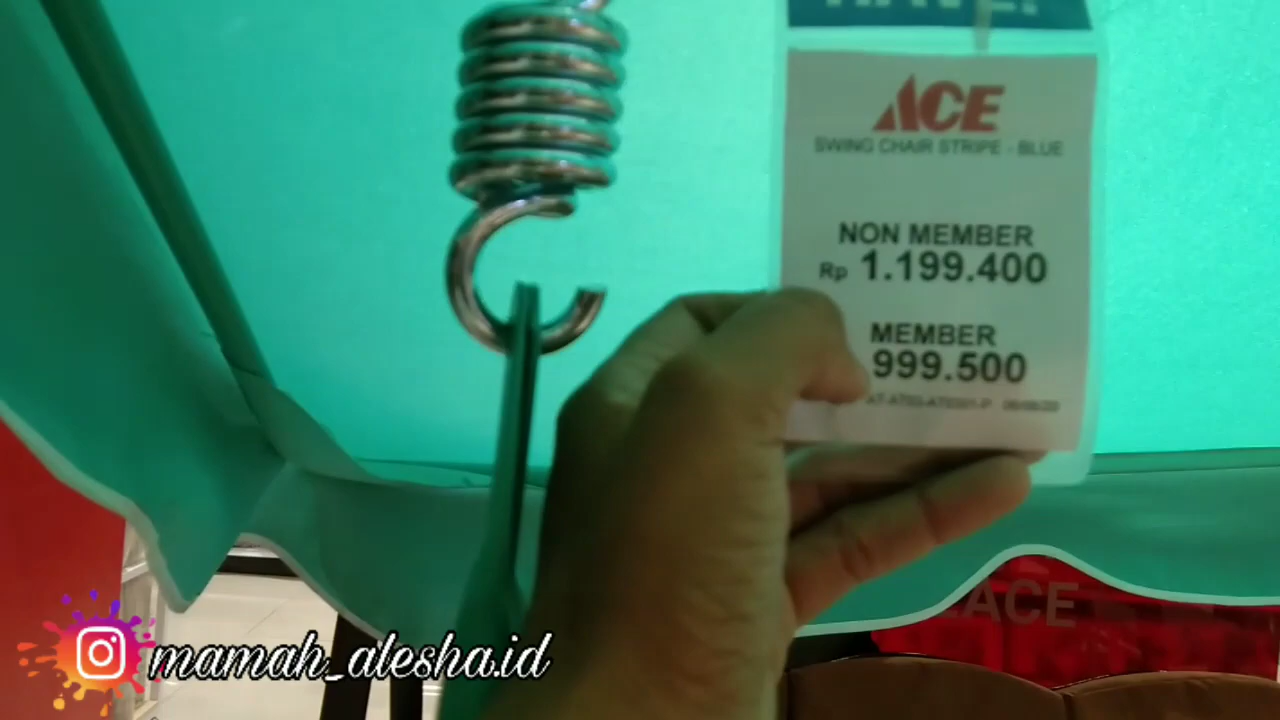 ACE
SWING CHAIR STRIPE - BLUE
NON MEMBER
Rp 1.199.400
MEMBER
999.500
ACE
mamah_alesha.id